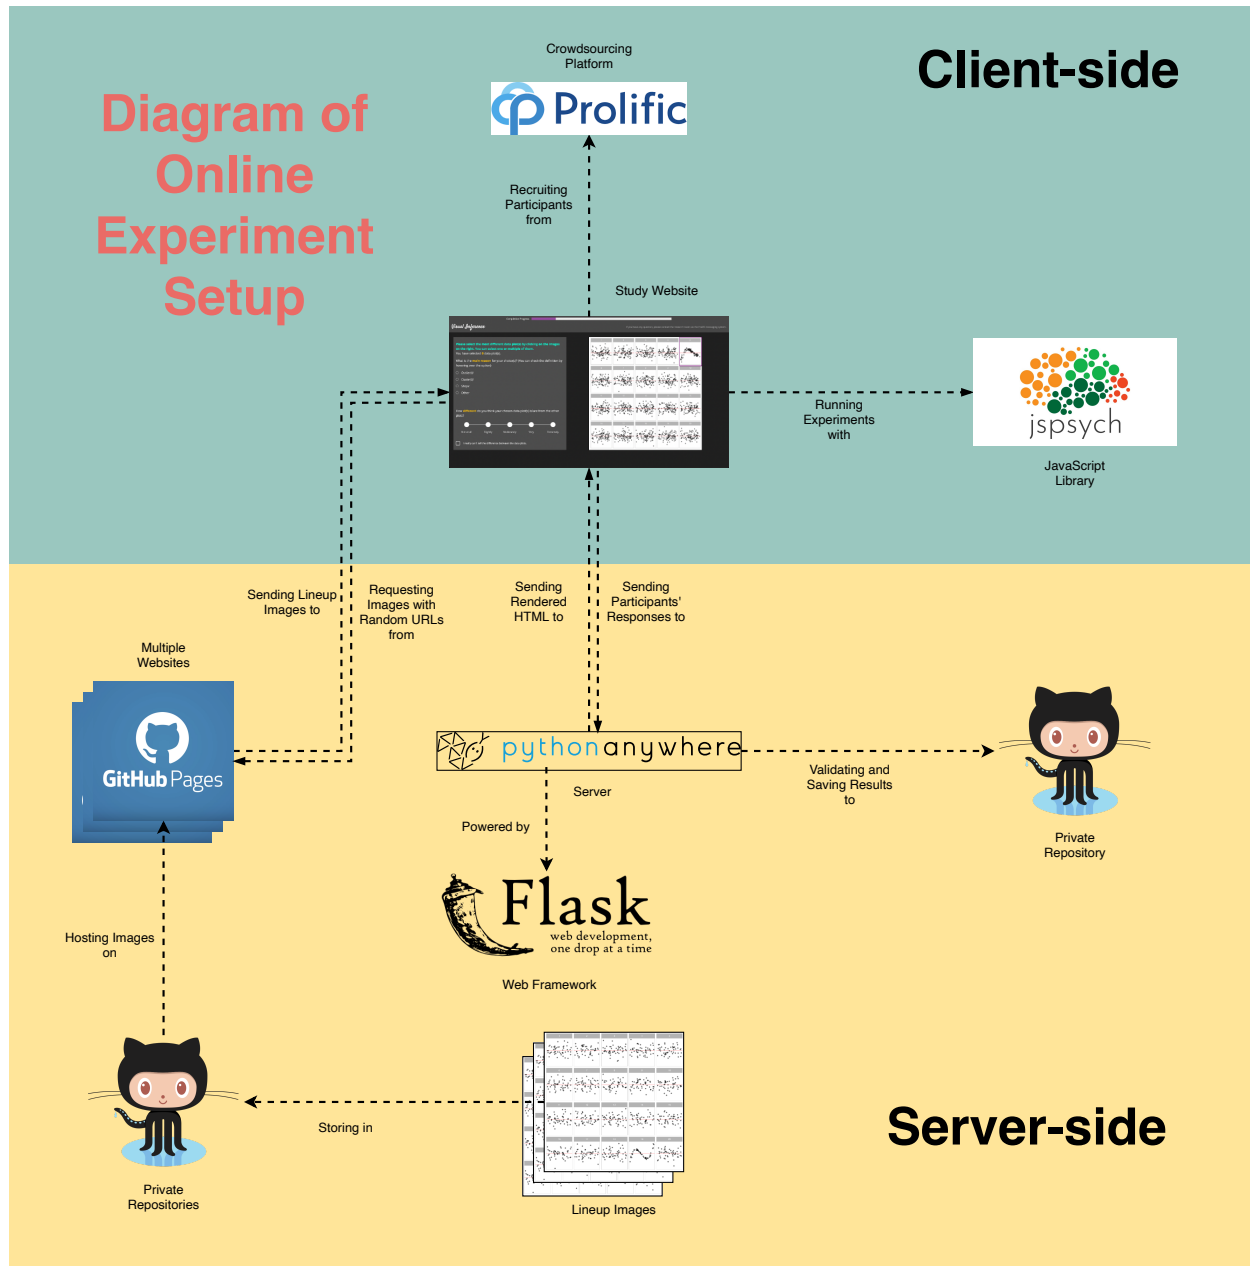 Crowdsourcing
Platform
Client-side
Prolific
Diagram of
Online
Experiment
Setup
Recruiting
Participants
from
Study Website
Visual Inference
Running
Experiments
with
jspsych
JavaScript
Library
Sending Lineup
Images to
Requesting
Images with
Random URLs
from
Sending
Rendered
HTML to
Sending
Participants'
Responses to
Multiple
Websites
GitHub Pages
pythonanywhere
Server
Validating and
Saving Results
to
Private
Repository
Powered by
Flask
web development,
one drop at a time
Web Framework
Hosting Images
on
Storing in
Server-side
Private
Repositories
Lineup Images